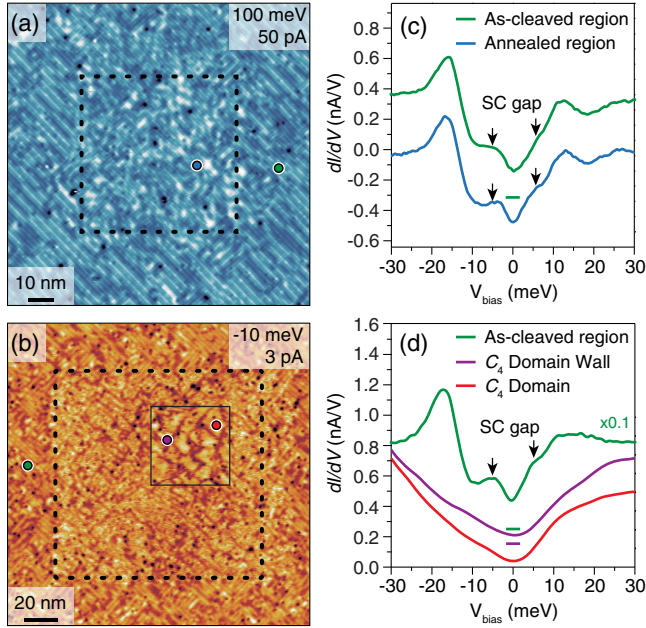 (a)
100 meV
50 pA
10 nm
(b)
-10 meV
3 pA
20 nm
(c)
As-cleaved region
Annealed region
SC gap
dI/dV (nA/V)
0.8
0.6
0.4
0.2
0.0
-0.2
-0.4
-0.6
-30 -20 -10 0 10 20 30
V_bias (meV)
(d)
As-cleaved region
C₄ Domain Wall
C₄ Domain
x0.1
SC gap
dI/dV (nA/V)
1.6
1.4
1.2
1.0
0.8
0.6
0.4
0.2
0.0
-30 -20 -10 0 10 20 30
V_bias (meV)